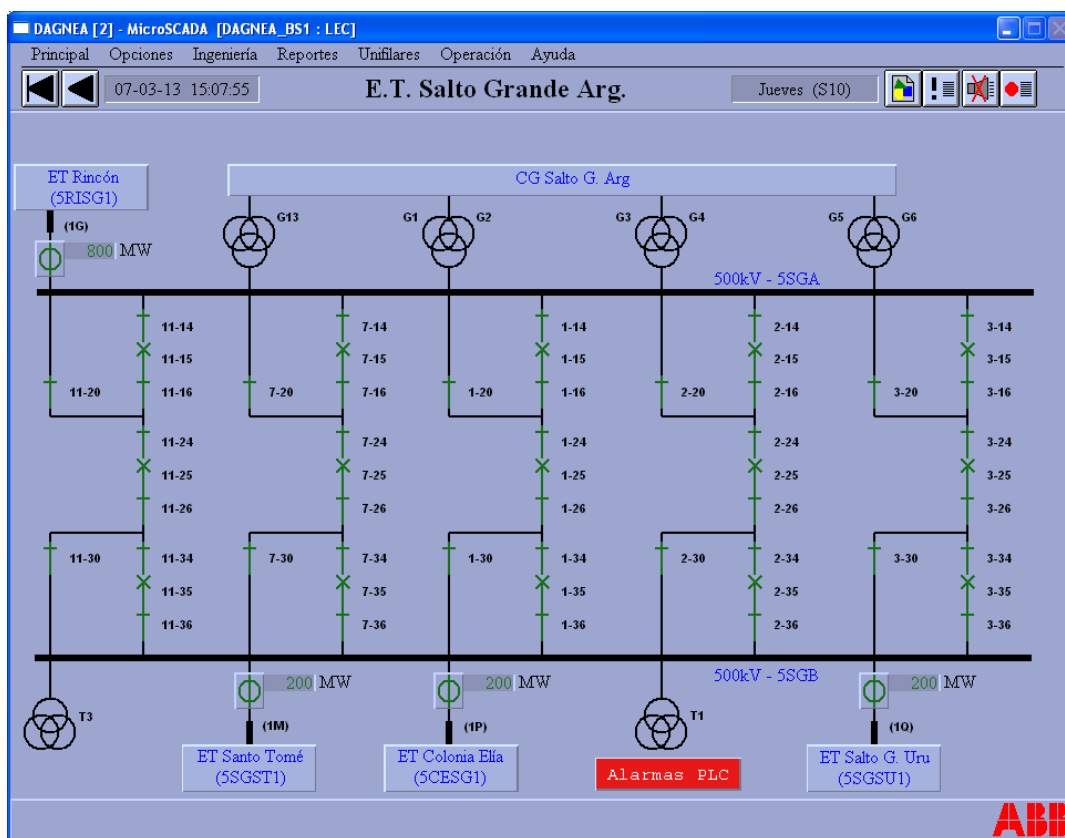 DAGNEA [2] - MicroSCADA [DAGNEA_BS1 : LEC]
Principal Opciones Ingeniería Reportes Unifilares Operación Ayuda
07-03-13 15:07:55 E.T. Salto Grande Arg. Jueves (S10)
ET Rincón
(5RISG1)
CG Salto G. Arg
(1G) G13 G1 G2 G3 G4 G5 G6
800 MW
500kV - 5SGA
11-14 7-14 1-14 2-14 3-14
11-15 7-15 1-15 2-15 3-15
11-20 11-16 7-20 7-16 1-20 1-16 2-20 2-16 3-20 3-16
11-24 7-24 1-24 2-24 3-24
11-25 7-25 1-25 2-25 3-25
11-26 7-26 1-26 2-26 3-26
11-30 11-34 7-30 7-34 1-30 1-34 2-30 2-34 3-30 3-34
11-35 7-35 1-35 2-35 3-35
11-36 7-36 1-36 2-36 3-36
500kV - 5SGB
200 MW 200 MW 200 MW
T3 (1M) (1P) T1 (1Q)
ET Santo Tomé
(5SGST1)
ET Colonia Elía
(5CESG1)
Alarmas PLC
ET Salto G. Uru
(5SGSU1)
ABB